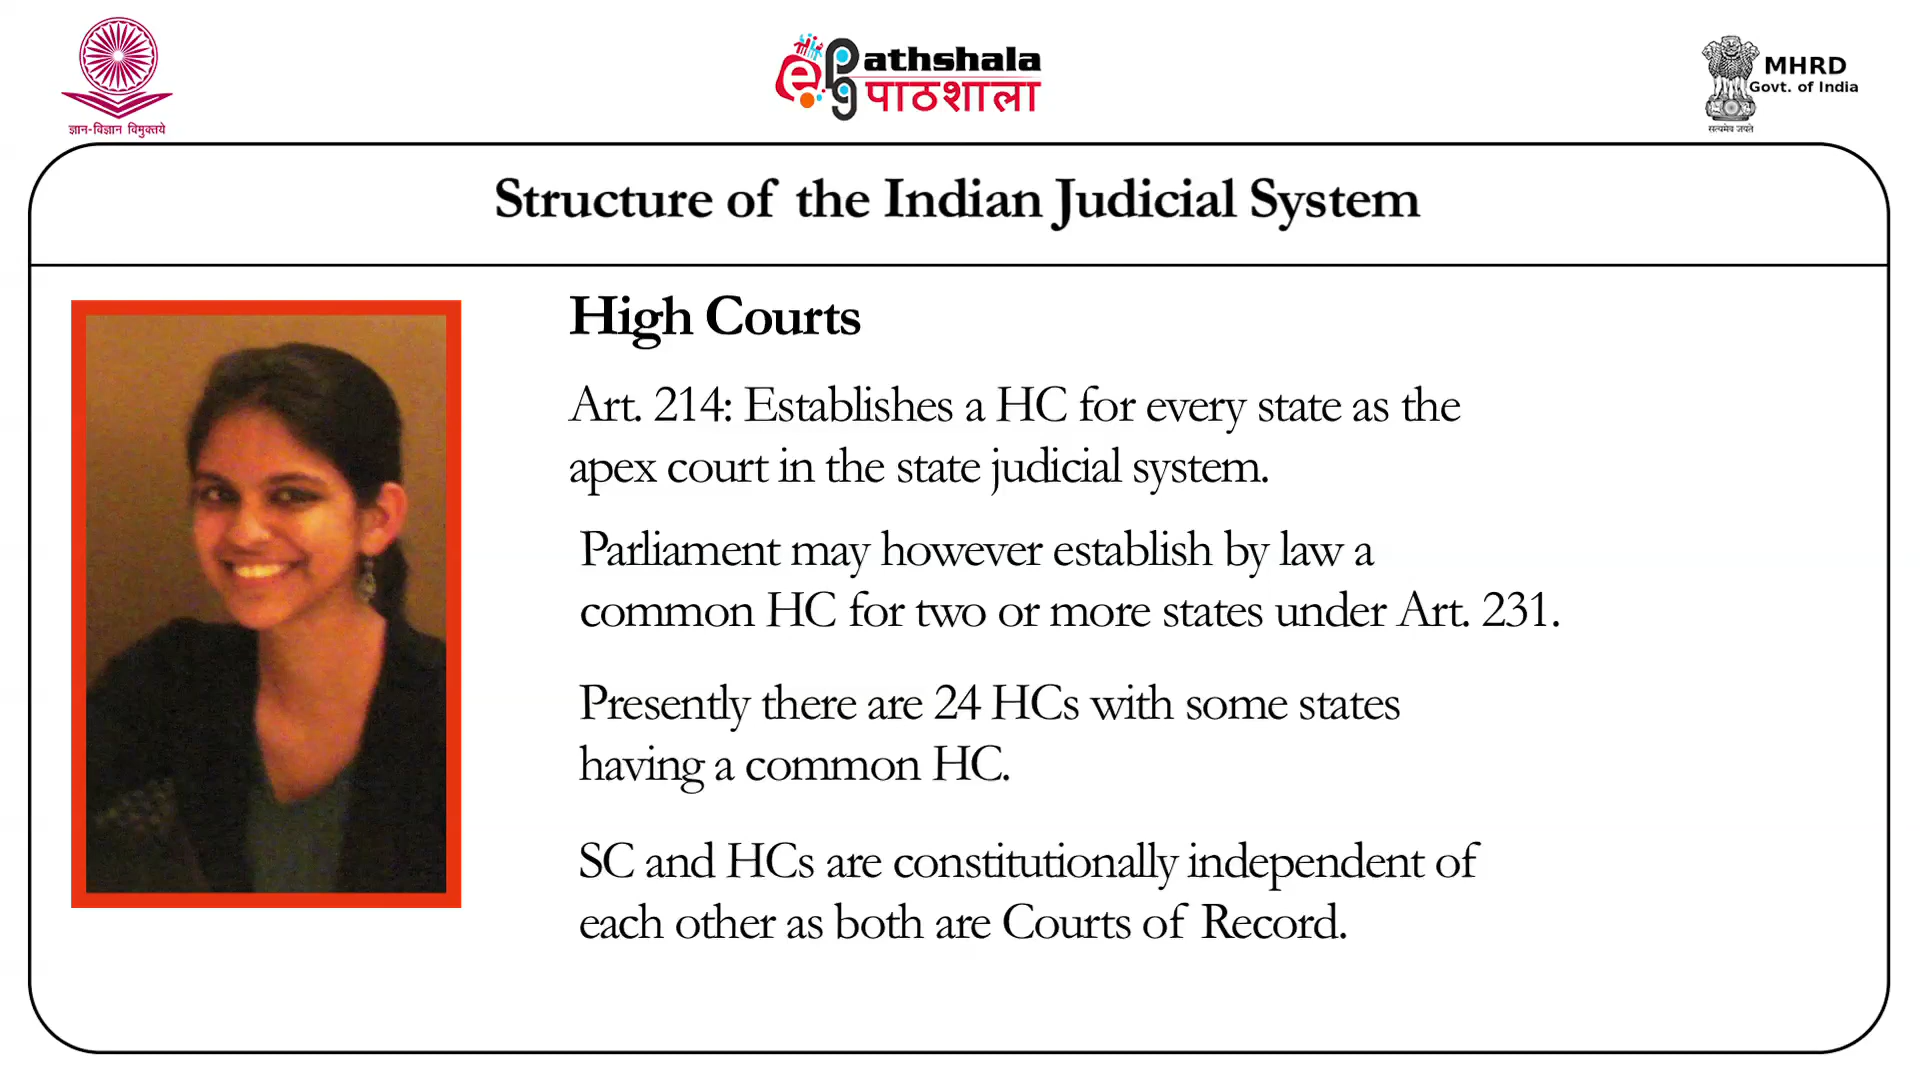 ज्ञान-विज्ञान विमुक्तये
ePgathshala
पाठशाला
MHRD
Govt. of India
सत्यमेव जयते
Structure of the Indian Judicial System
High Courts
Art. 214: Establishes a HC for every state as the
apex court in the state judicial system.
Parliament may however establish by law a
common HC for two or more states under Art. 231.
Presently there are 24 HCs with some states
having a common HC.
SC and HCs are constitutionally independent of
each other as both are Courts of Record.